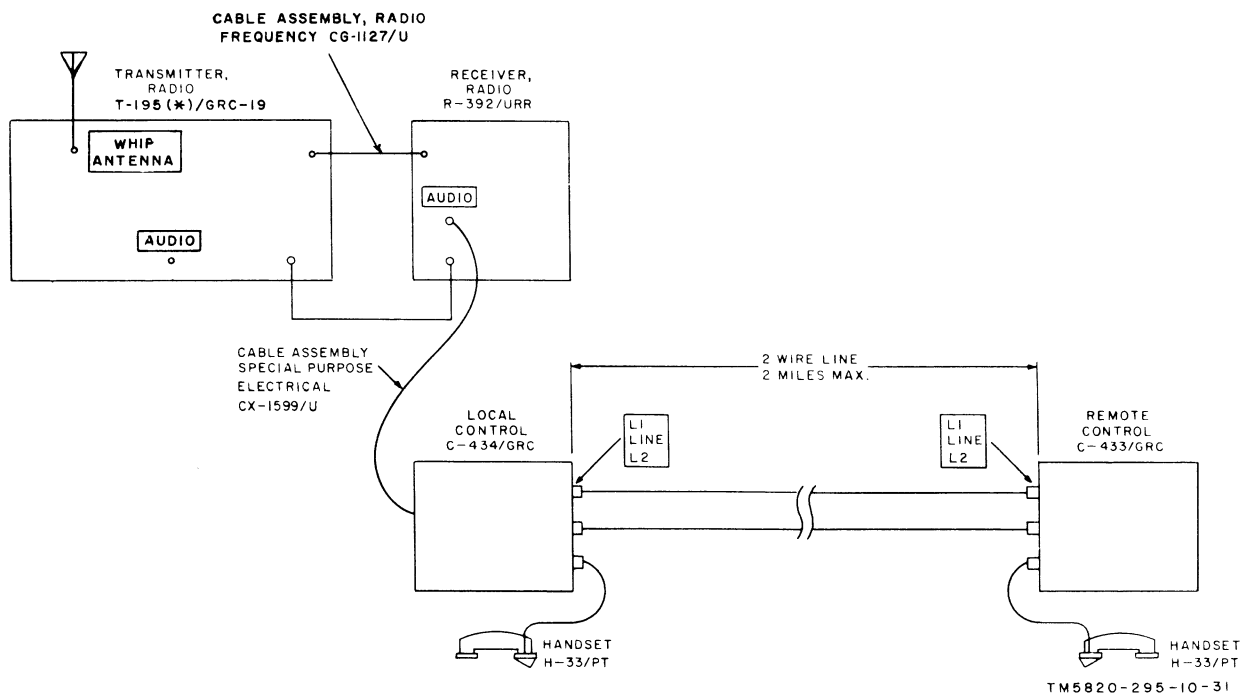 CABLE ASSEMBLY, RADIO
FREQUENCY CG-1127/U
TRANSMITTER,
RADIO
T-195(*)/GRC-19
RECEIVER,
RADIO
R-392/URR
WHIP
ANTENNA
AUDIO
AUDIO
CABLE ASSEMBLY
SPECIAL PURPOSE
ELECTRICAL
CX-1599/U
2 WIRE LINE
2 MILES MAX.
LOCAL
CONTROL
C-434/GRC
L1
LINE
L2
L1
LINE
L2
REMOTE
CONTROL
C-433/GRC
HANDSET
H-33/PT
HANDSET
H-33/PT
TM5820-295-10-31